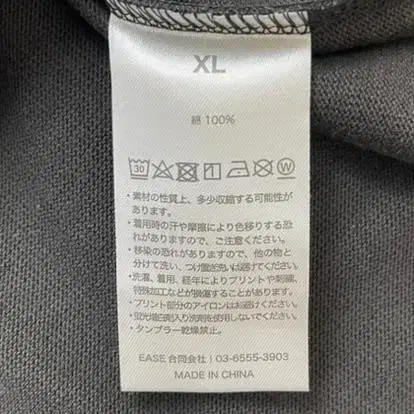 XL
綿 100%
30
W
・素材の性質上、多少収縮する可能性が
あります。
・着用時の汗や摩擦により色移りする恐
れがありますので、ご注意ください。
・移染の恐れがありますので、他の物と
分けて洗い、つけ置き洗いは避けてください。
・洗濯、着用、経年によりプリントや刺繍、
特殊加工などが損傷することがあります。
・プリント部分のアイロンはお避けください。
・蛍光増白剤入り洗剤を使用しないでください。
・タンブラー乾燥禁止。
EASE 合同会社 | 03-6555-3903
MADE IN CHINA